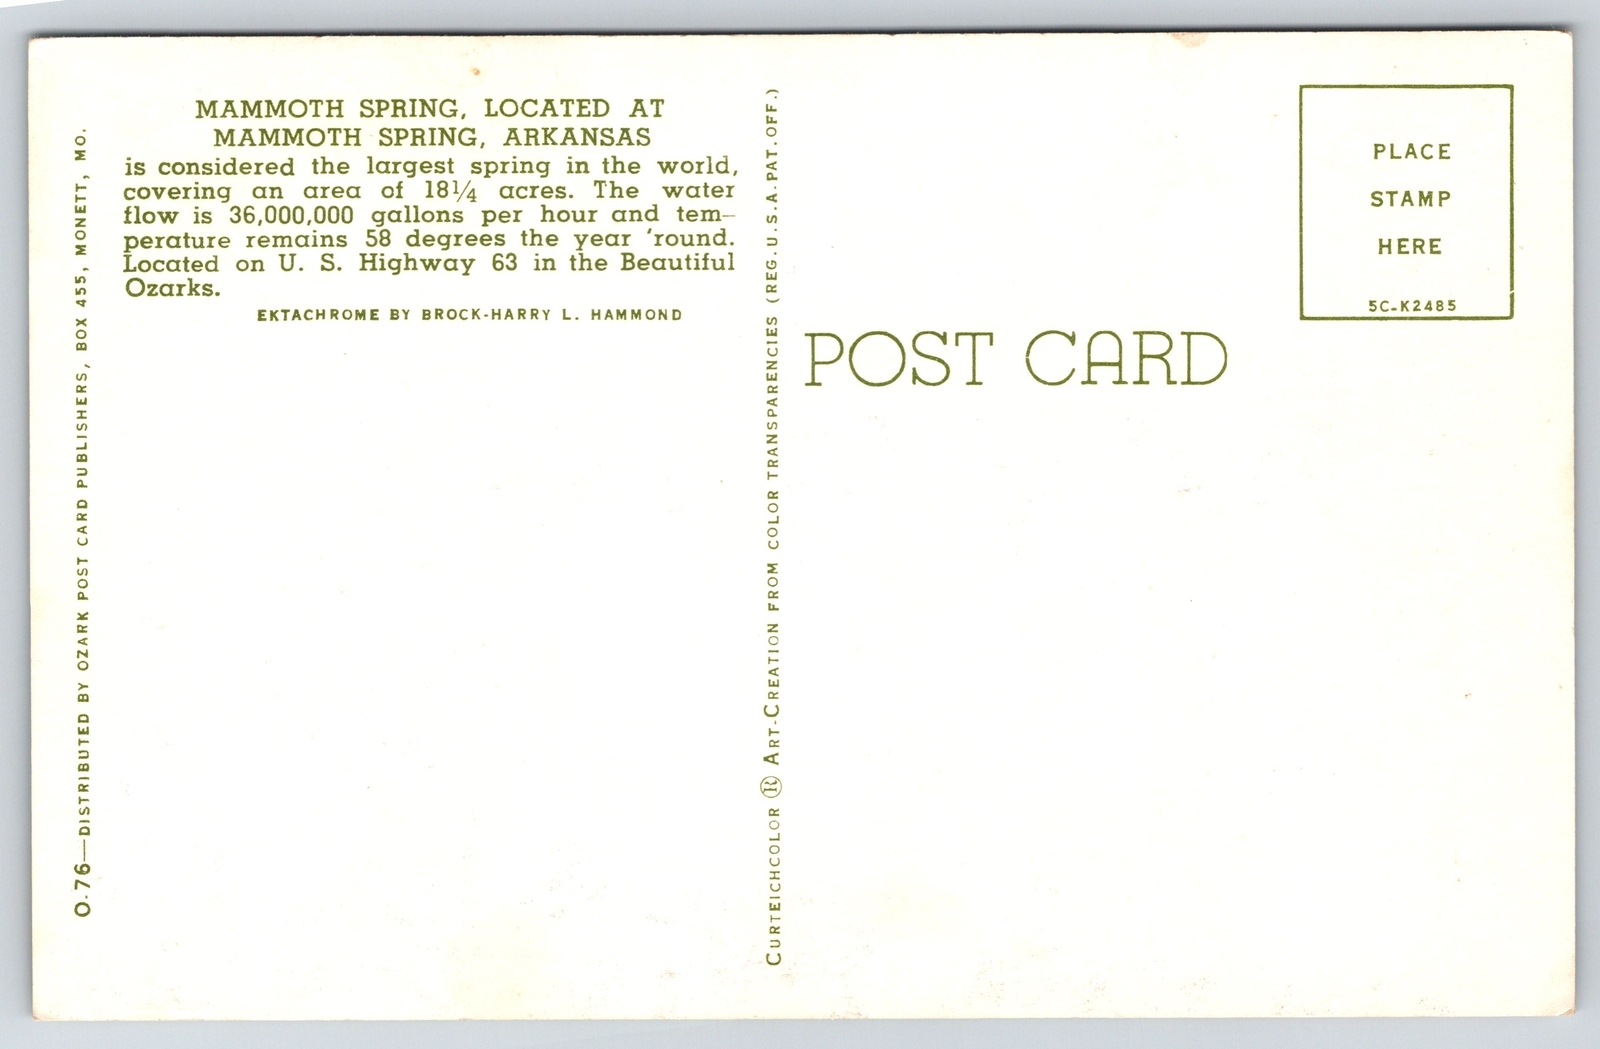 MAMMOTH SPRING, LOCATED AT
MAMMOTH SPRING, ARKANSAS
is considered the largest spring in the world,
covering an area of 18¼ acres. The water
flow is 36,000,000 gallons per hour and tem-
perature remains 58 degrees the year 'round.
Located on U. S. Highway 63 in the Beautiful
Ozarks.
EKTACHROME BY BROCK-HARRY L. HAMMOND
O-76—DISTRIBUTED BY OZARK POST CARD PUBLISHERS, BOX 455, MONETT, MO.
CURTEICHCOLOR ® ART-CREATION FROM COLOR TRANSPARENCIES (REG. U.S.A. PAT. OFF.)
POST CARD
PLACE
STAMP
HERE
5C-K2485